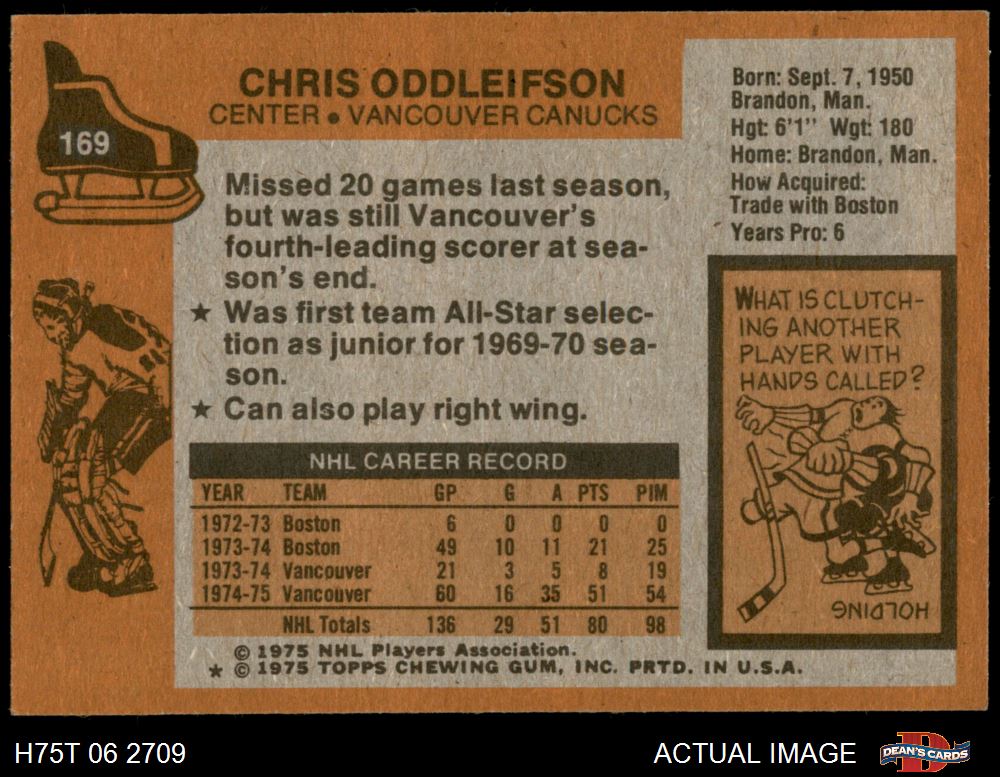 169
CHRIS ODDLEIFSON
CENTER • VANCOUVER CANUCKS
Missed 20 games last season,
but was still Vancouver's
fourth-leading scorer at sea-
son's end.
★ Was first team All-Star selec-
tion as junior for 1969-70 sea-
son.
★ Can also play right wing.
Born: Sept. 7, 1950
Brandon, Man.
Hgt: 6'1" Wgt: 180
Home: Brandon, Man.
How Acquired:
Trade with Boston
Years Pro: 6
WHAT IS CLUTCH-
ING ANOTHER
PLAYER WITH
HANDS CALLED?
HOLDING
NHL CAREER RECORD
YEAR TEAM GP G A PTS PIM
1972-73 Boston 6 0 0 0 0
1973-74 Boston 49 10 11 21 25
1973-74 Vancouver 21 3 5 8 19
1974-75 Vancouver 60 16 35 51 54
NHL Totals 136 29 51 80 98
© 1975 NHL Players Association.
★ © 1975 TOPPS CHEWING GUM, INC. PRTD. IN U.S.A.
H75T 06 2709
ACTUAL IMAGE
D
DEAN'S CARDS